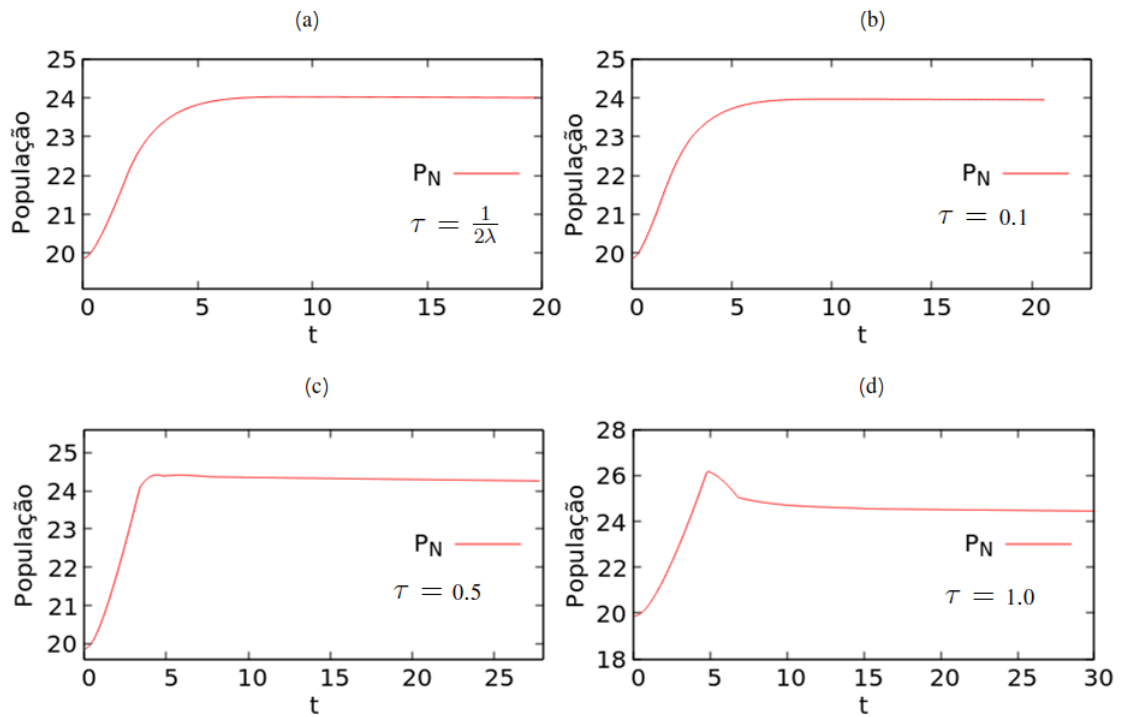 (a)
25
24
23
22
21
20
População
P_N
τ = \frac{1}{2λ}
0 5 10 15 20
t
(b)
25
24
23
22
21
20
População
P_N
τ = 0.1
0 5 10 15 20
t
(c)
25
24
23
22
21
20
População
P_N
τ = 0.5
0 5 10 15 20 25
t
(d)
28
26
24
22
20
18
População
P_N
τ = 1.0
0 5 10 15 20 25 30
t